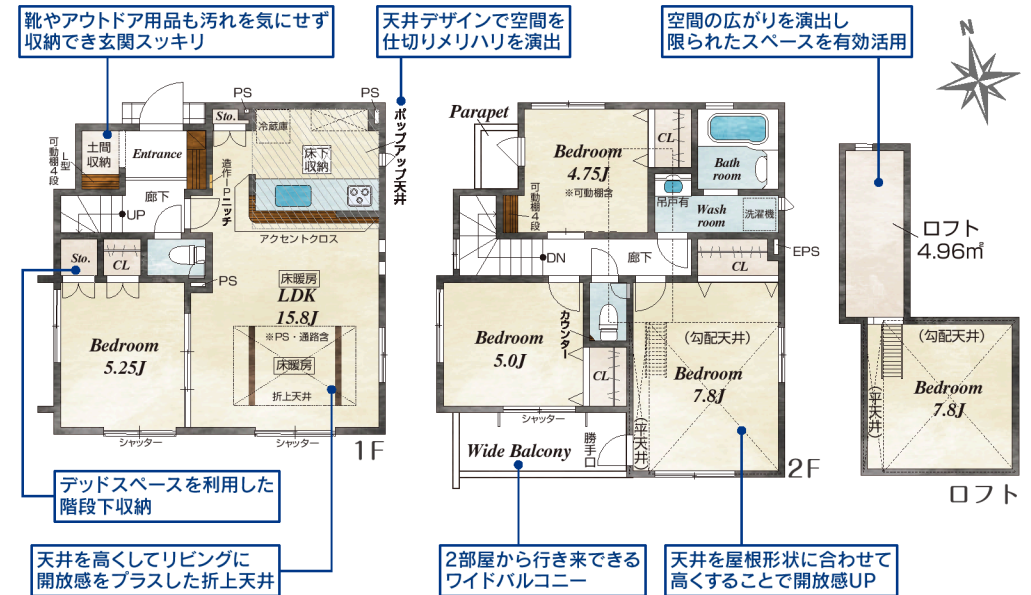 靴やアウトドア用品も汚れを気にせず
収納でき玄関スッキリ
天井デザインで空間を
仕切りメリハリを演出
空間の広がりを演出し
限られたスペースを有効活用
N
PS
PS
Sto.
冷蔵庫
床下
収納
ポップアップ天井
土間
収納
Entrance
L型
可動棚4段
廊下
造作ーPニッチ
UP
アクセントクロス
Sto.
CL
PS
床暖房
LDK
15.8J
※PS・通路含
床暖房
折上天井
Bedroom
5.25J
シャッター
シャッター
1F
Parapet
Bedroom
4.75J
※可動棚含
可動棚4段
CL
Bath
room
吊戸有
Wash
room
洗濯機
EPS
DN
廊下
CL
Bedroom
5.0J
カウンター
CL
シャッター
(勾配天井)
Bedroom
7.8J
(平天井)
Wide Balcony
勝手口
2F
ロフト
4.96㎡
(勾配天井)
Bedroom
7.8J
(平天井)
ロフト
デッドスペースを利用した
階段下収納
天井を高くしてリビングに
開放感をプラスした折上天井
2部屋から行き来できる
ワイドバルコニー
天井を屋根形状に合わせて
高くすることで開放感UP